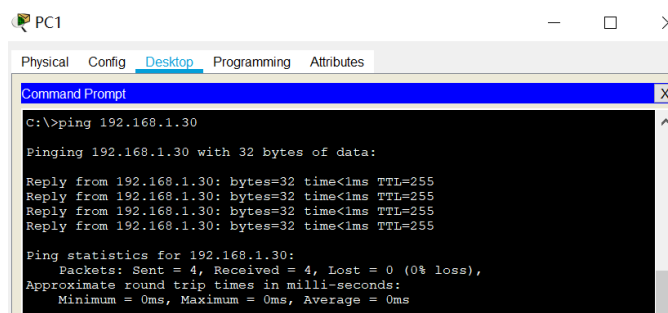 PC1
Physical Config Desktop Programming Attributes
Command Prompt
X
C:\>ping 192.168.1.30
Pinging 192.168.1.30 with 32 bytes of data:
Reply from 192.168.1.30: bytes=32 time<1ms TTL=255
Reply from 192.168.1.30: bytes=32 time<1ms TTL=255
Reply from 192.168.1.30: bytes=32 time<1ms TTL=255
Reply from 192.168.1.30: bytes=32 time<1ms TTL=255
Ping statistics for 192.168.1.30:
Packets: Sent = 4, Received = 4, Lost = 0 (0% loss),
Approximate round trip times in milli-seconds:
Minimum = 0ms, Maximum = 0ms, Average = 0ms